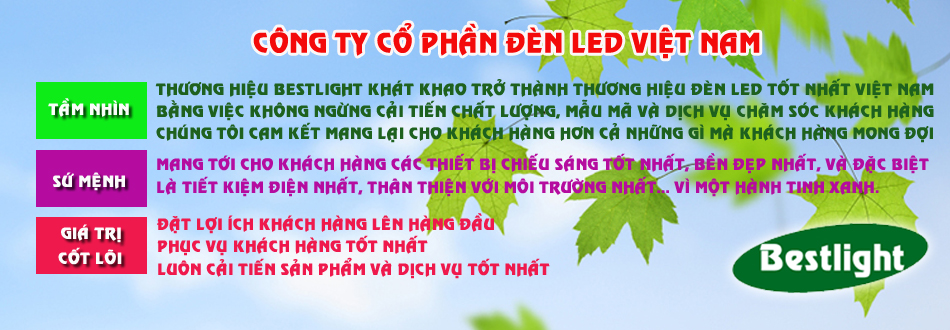 CÔNG TY CỔ PHẦN ĐÈN LED VIỆT NAM
TẦM NHÌN
THƯƠNG HIỆU BESTLIGHT KHÁT KHAO TRỞ THÀNH THƯƠNG HIỆU ĐÈN LED TỐT NHẤT VIỆT NAM
BẰNG VIỆC KHÔNG NGỪNG CẢI TIẾN CHẤT LƯỢNG, MẪU MÃ VÀ DỊCH VỤ CHĂM SÓC KHÁCH HÀNG
CHÚNG TÔI CAM KẾT MANG LẠI CHO KHÁCH HÀNG HƠN CẢ NHỮNG GÌ MÀ KHÁCH HÀNG MONG ĐỢI
SỨ MỆNH
MANG TỚI CHO KHÁCH HÀNG CÁC THIẾT BỊ CHIẾU SÁNG TỐT NHẤT, BỀN ĐẸP NHẤT, VÀ ĐẶC BIỆT
LÀ TIẾT KIỆM ĐIỆN NHẤT, THÂN THIỆN VỚI MÔI TRƯỜNG NHẤT... VÌ MỘT HÀNH TINH XANH.
GIÁ TRỊ
CỐT LÕI
ĐẶT LỢI ÍCH KHÁCH HÀNG LÊN HÀNG ĐẦU
PHỤC VỤ KHÁCH HÀNG TỐT NHẤT
LUÔN CẢI TIẾN SẢN PHẨM VÀ DỊCH VỤ TỐT NHẤT
Bestlight